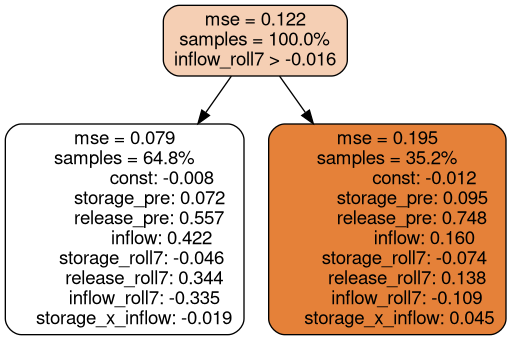 mse = 0.122
samples = 100.0%
inflow_roll7 > -0.016
mse = 0.079
samples = 64.8%
const: -0.008
storage_pre: 0.072
release_pre: 0.557
inflow: 0.422
storage_roll7: -0.046
release_roll7: 0.344
inflow_roll7: -0.335
storage_x_inflow: -0.019
mse = 0.195
samples = 35.2%
const: -0.012
storage_pre: 0.095
release_pre: 0.748
inflow: 0.160
storage_roll7: -0.074
release_roll7: 0.138
inflow_roll7: -0.109
storage_x_inflow: 0.045